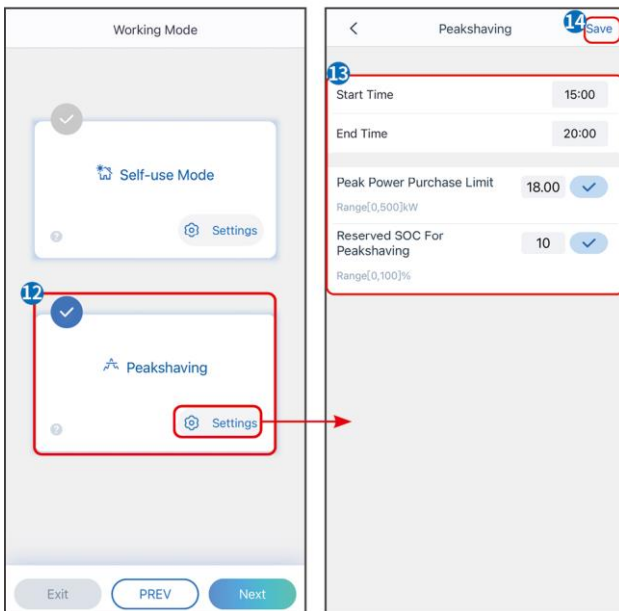 Working Mode
Self-use Mode
?
Settings
12
Peakshaving
?
Settings
Exit
PREV
Next
Peakshaving
14
Save
13
Start Time
15:00
End Time
20:00
Peak Power Purchase Limit
18.00
Range[0,500]kW
Reserved SOC For
Peakshaving
10
Range[0,100]%